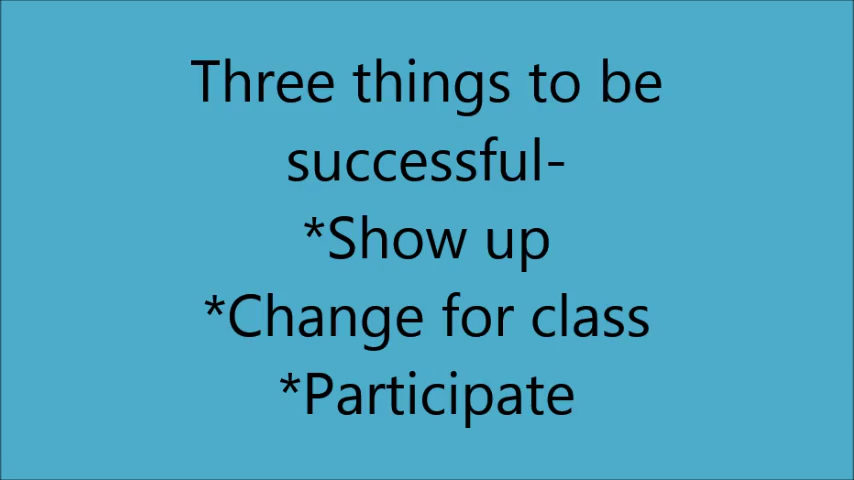 Three things to be
successful-
*Show up
*Change for class
*Participate